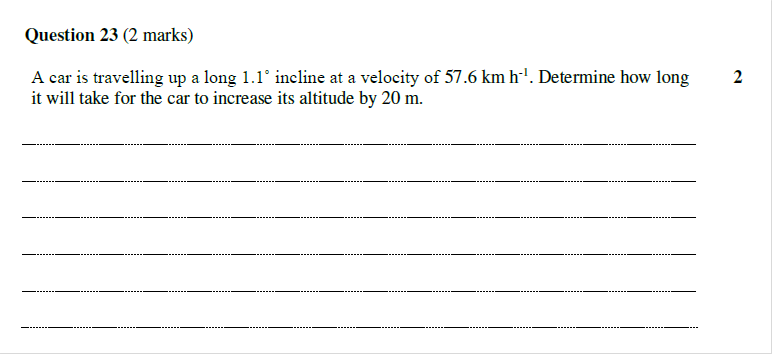 Question 23 (2 marks)
A car is travelling up a long 1.1° incline at a velocity of 57.6 km h⁻¹. Determine how long 2
it will take for the car to increase its altitude by 20 m.